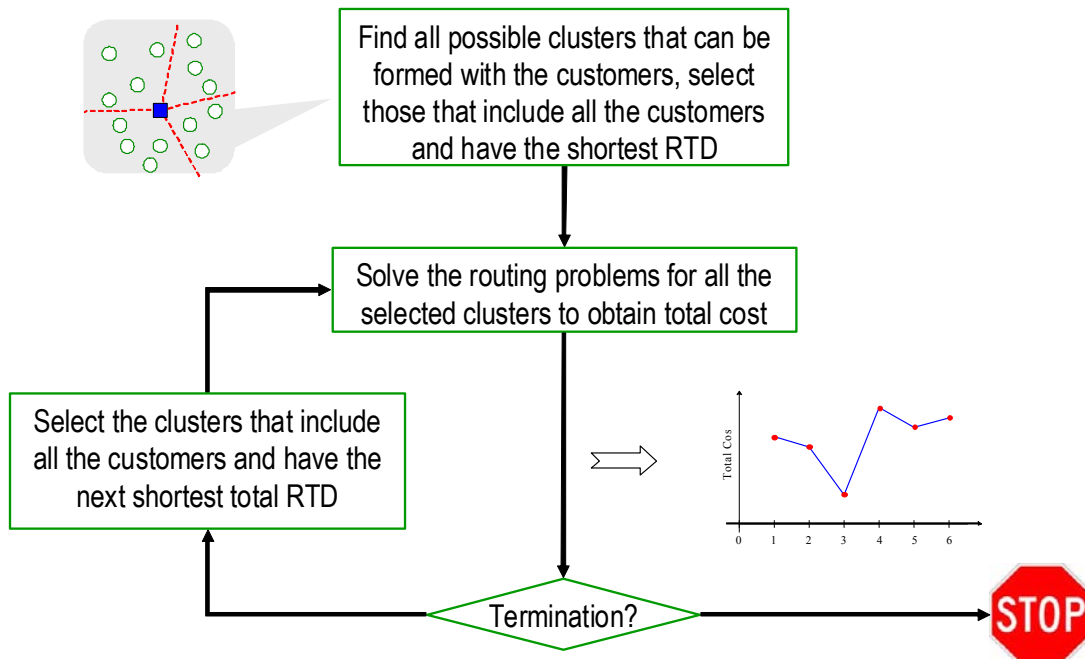 Find all possible clusters that can be
formed with the customers, select
those that include all the customers
and have the shortest RTD
Solve the routing problems for all the
selected clusters to obtain total cost
Select the clusters that include
all the customers and have the
next shortest total RTD
Total Cos
0 1 2 3 4 5 6
Termination?
STOP